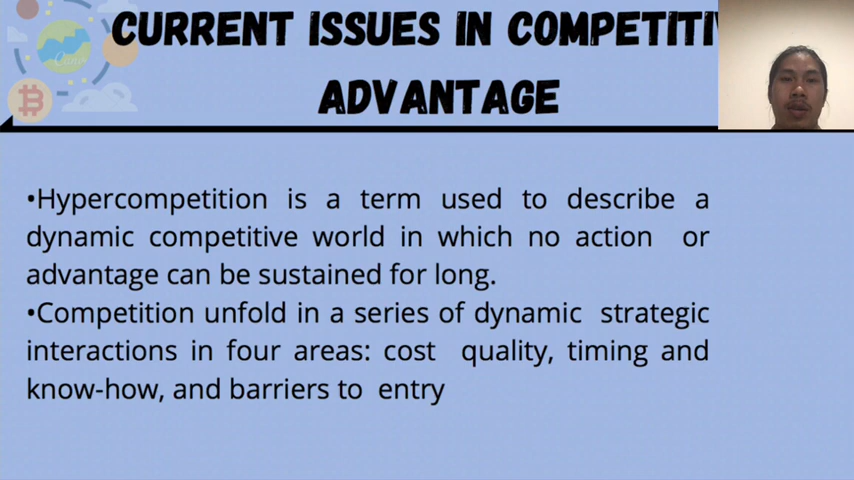 CURRENT ISSUES IN COMPETITI
ADVANTAGE
•Hypercompetition is a term used to describe a
dynamic competitive world in which no action or
advantage can be sustained for long.
•Competition unfold in a series of dynamic strategic
interactions in four areas: cost quality, timing and
know-how, and barriers to entry